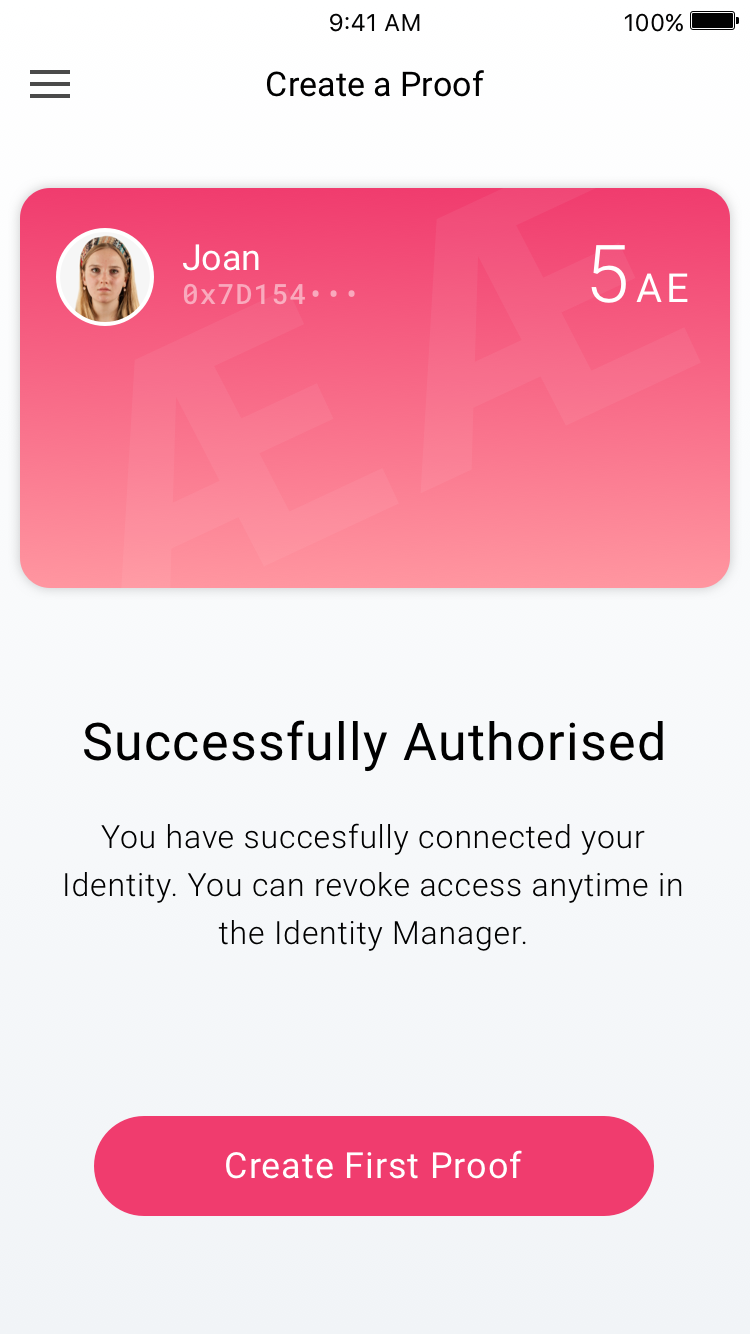 9:41 AM
100%
Create a Proof
Joan
0x7D154•••
5 AE
Æ Æ
Successfully Authorised
You have succesfully connected your
Identity. You can revoke access anytime in
the Identity Manager.
Create First Proof